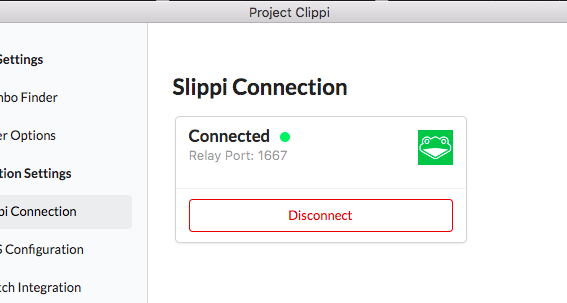 Project Clippi
Settings
nbo Finder
er Options
tion Settings
pi Connection
S Configuration
tch Integration
Slippi Connection
Connected
Relay Port: 1667
Disconnect